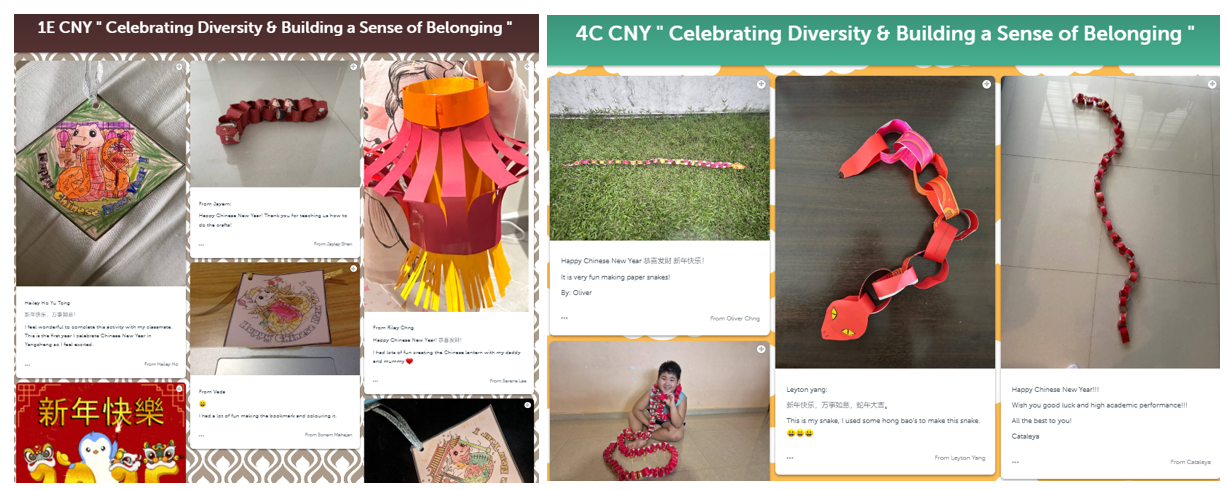 1E CNY " Celebrating Diversity & Building a Sense of Belonging "
Hailey Ho Yu Tong
新年快乐，万事如意！
I feel wonderful to complete this activity with my classmate.
This is the first year I celebrate Chinese New Year in
Yangzheng so I feel excited.
...
From Hailey Ho
新年快樂
From Jayarn:
Happy Chinese New Year! Thank you for teaching us how to
do the crafts!
...
From Jaylay Shen
From Veda
😀
I had a lot of fun making the bookmark and colouring it.
...
From Sonam Mahajan
From Riley Chng
Happy Chinese New Year! 恭喜发财！
I had lots of fun creating the Chinese lantern with my daddy
and mummy ❤️
...
From Serene Lee
4C CNY " Celebrating Diversity & Building a Sense of Belonging "
Happy Chinese New Year 恭喜发财 新年快乐！
It is very fun making paper snakes!
By: Oliver
...
From Oliver Chng
Leyton yang:
新年快乐，万事如意，蛇年大吉。
This is my snake, I used some hong bao's to make this snake.
😀😀😀
...
From Leyton Yang
Happy Chinese New Year!!!
Wish you good luck and high academic performance!!!
All the best to you!
Cataleya
...
From Cataleya